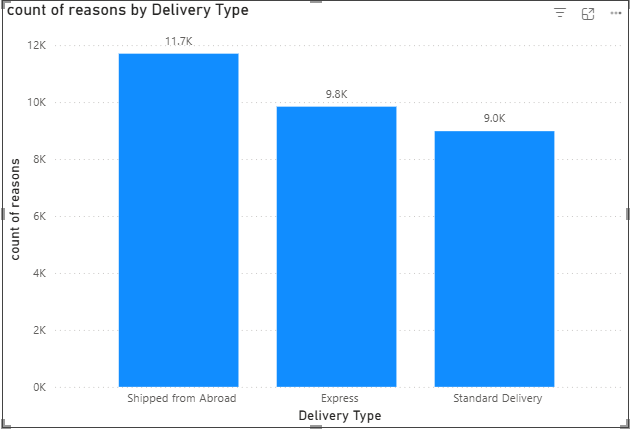 count of reasons by Delivery Type
12K
10K
8K
6K
4K
2K
0K
count of reasons
11.7K
9.8K
9.0K
Shipped from Abroad
Express
Standard Delivery
Delivery Type